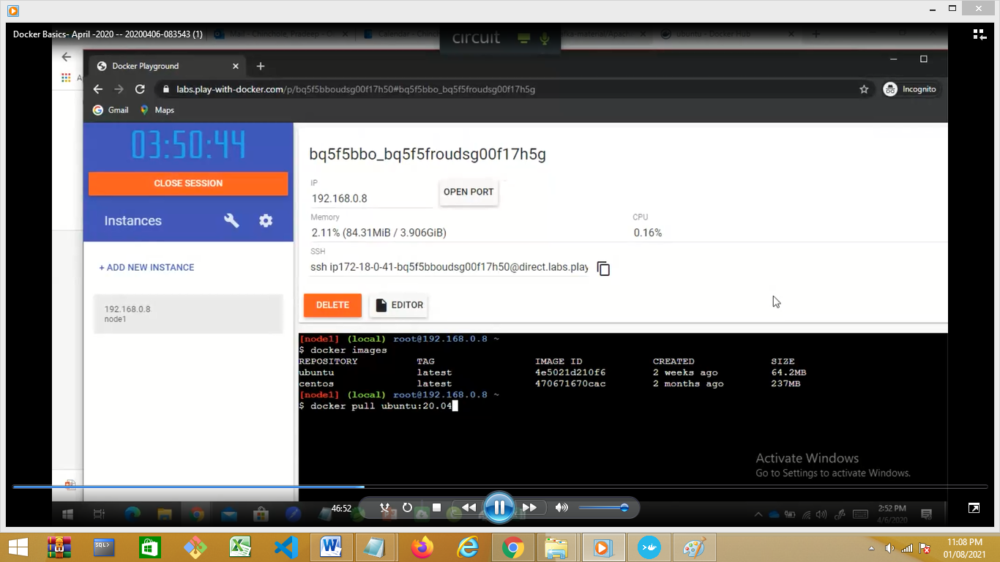 Docker Basics- April -2020 -- 20200406-083543 (1)
circuit
Docker Playground
labs.play-with-docker.com/p/bq5f5bboudsg00f17h50#bq5f5bbo_bq5f5froudsg00f17h5g
Incognito
Gmail
Maps
03:50:44
CLOSE SESSION
Instances
+ ADD NEW INSTANCE
192.168.0.8
node1
bq5f5bbo_bq5f5froudsg00f17h5g
IP
192.168.0.8
OPEN PORT
Memory
2.11% (84.31MiB / 3.906GiB)
CPU
0.16%
SSH
ssh ip172-18-0-41-bq5f5bboudsg00f17h50@direct.labs.play
DELETE
EDITOR
[node1] (local) root@192.168.0.8 ~
$ docker images
REPOSITORY TAG IMAGE ID CREATED SIZE
ubuntu latest 4e5021d210f6 2 weeks ago 64.2MB
centos latest 470671670cac 2 months ago 237MB
[node1] (local) root@192.168.0.8 ~
$ docker pull ubuntu:20.04
Activate Windows
Go to Settings to activate Windows.
46:52
2:52 PM
4/6/2020
SQL>
11:08 PM
01/08/2021